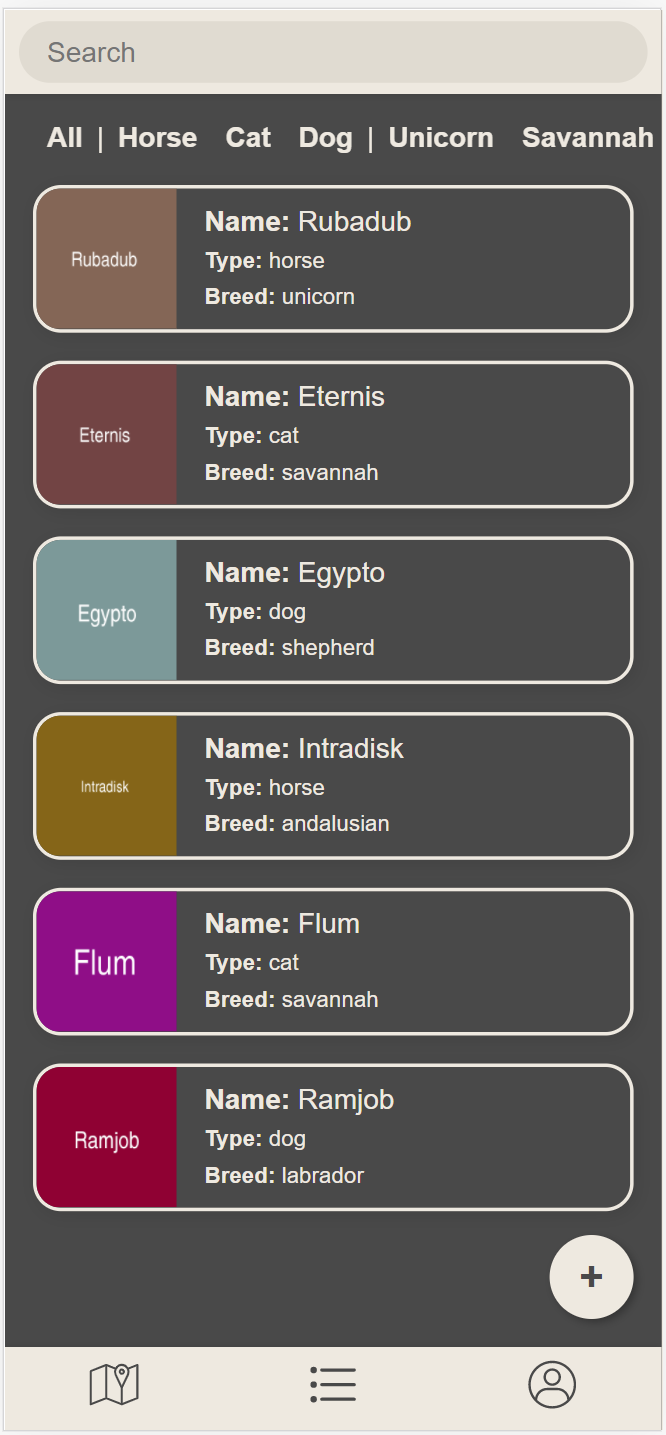 Search
All | Horse Cat Dog | Unicorn Savannah
Rubadub
Name: Rubadub
Type: horse
Breed: unicorn
Eternis
Name: Eternis
Type: cat
Breed: savannah
Egypto
Name: Egypto
Type: dog
Breed: shepherd
Intradisk
Name: Intradisk
Type: horse
Breed: andalusian
Flum
Name: Flum
Type: cat
Breed: savannah
Ramjob
Name: Ramjob
Type: dog
Breed: labrador
+